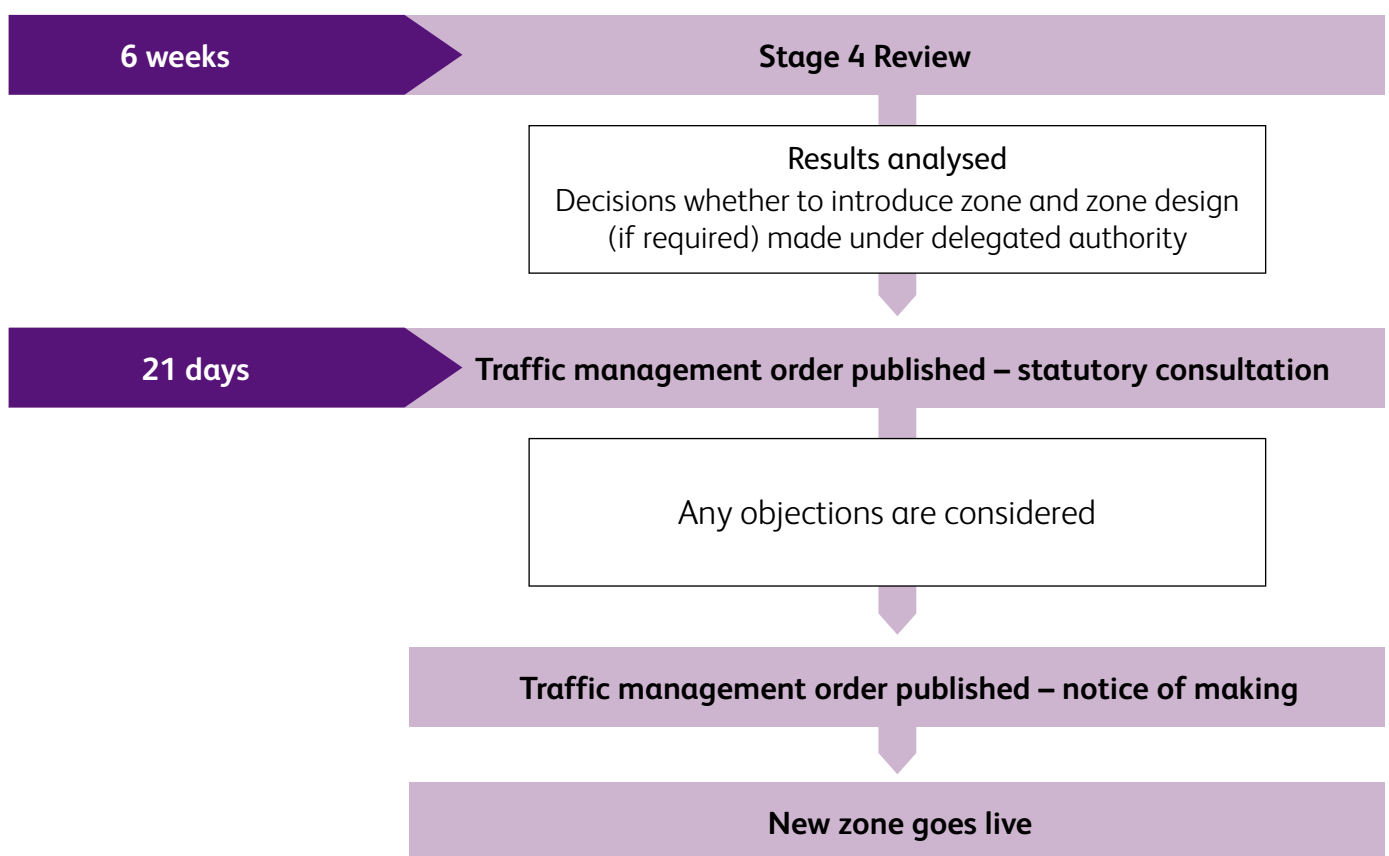 6 weeks
Stage 4 Review
Results analysed
Decisions whether to introduce zone and zone design
(if required) made under delegated authority
21 days
Traffic management order published – statutory consultation
Any objections are considered
Traffic management order published – notice of making
New zone goes live